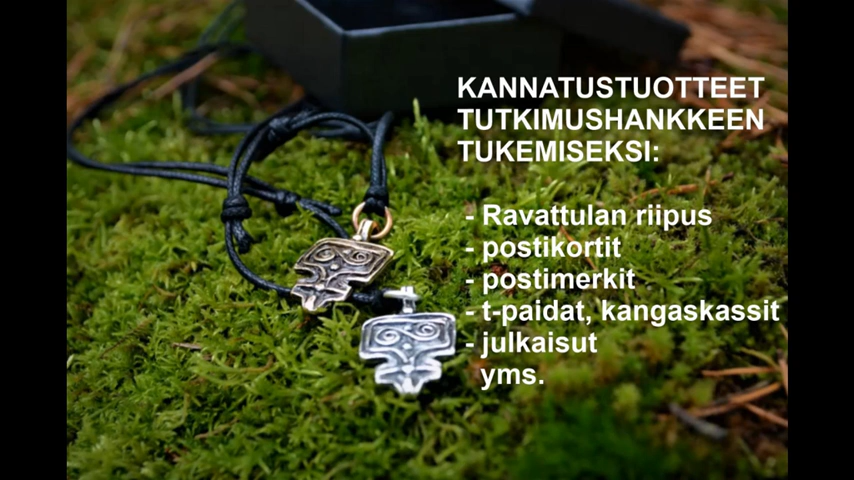 KANNATUSTUOTTEET
TUTKIMUSHANKKEEN
TUKEMISEKSI:
- Ravattulan riipus
- postikortit
- postimerkit
- t-paidat, kangaskassit
- julkaisut
yms.